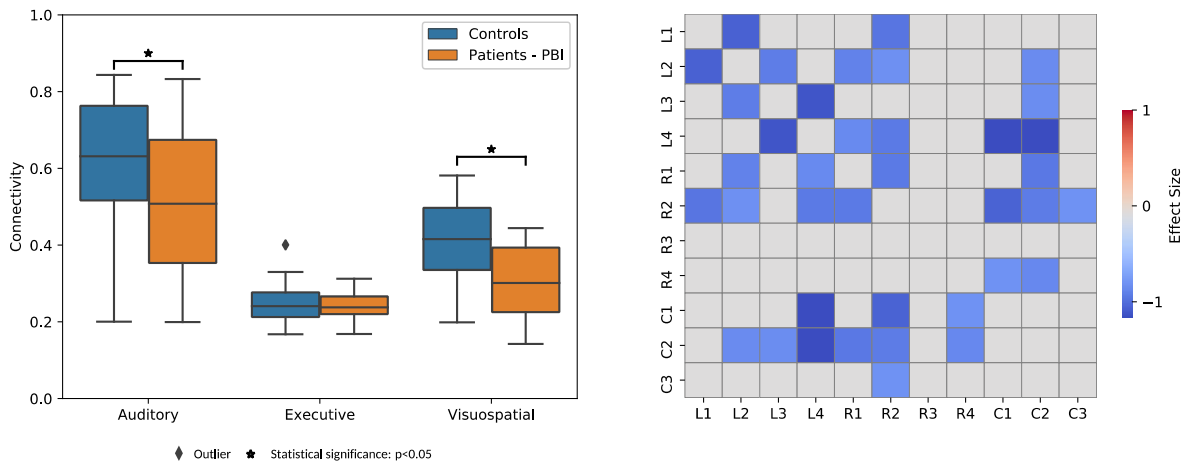 1.0
0.8
0.6
0.4
0.2
0.0
Connectivity
Controls
Patients - PBI
Auditory
Executive
Visuospatial
Outlier
Statistical significance: p<0.05
L1
L2
L3
L4
R1
R2
R3
R4
C1
C2
C3
L1 L2 L3 L4 R1 R2 R3 R4 C1 C2 C3
1
0
−1
Effect Size